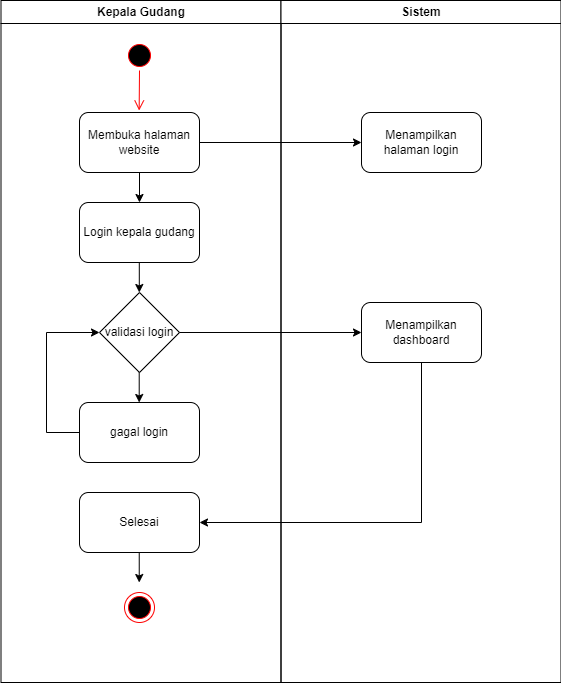 Kepala Gudang
Sistem
Membuka halaman
website
Menampilkan
halaman login
Login kepala gudang
validasi login
Menampilkan
dashboard
gagal login
Selesai